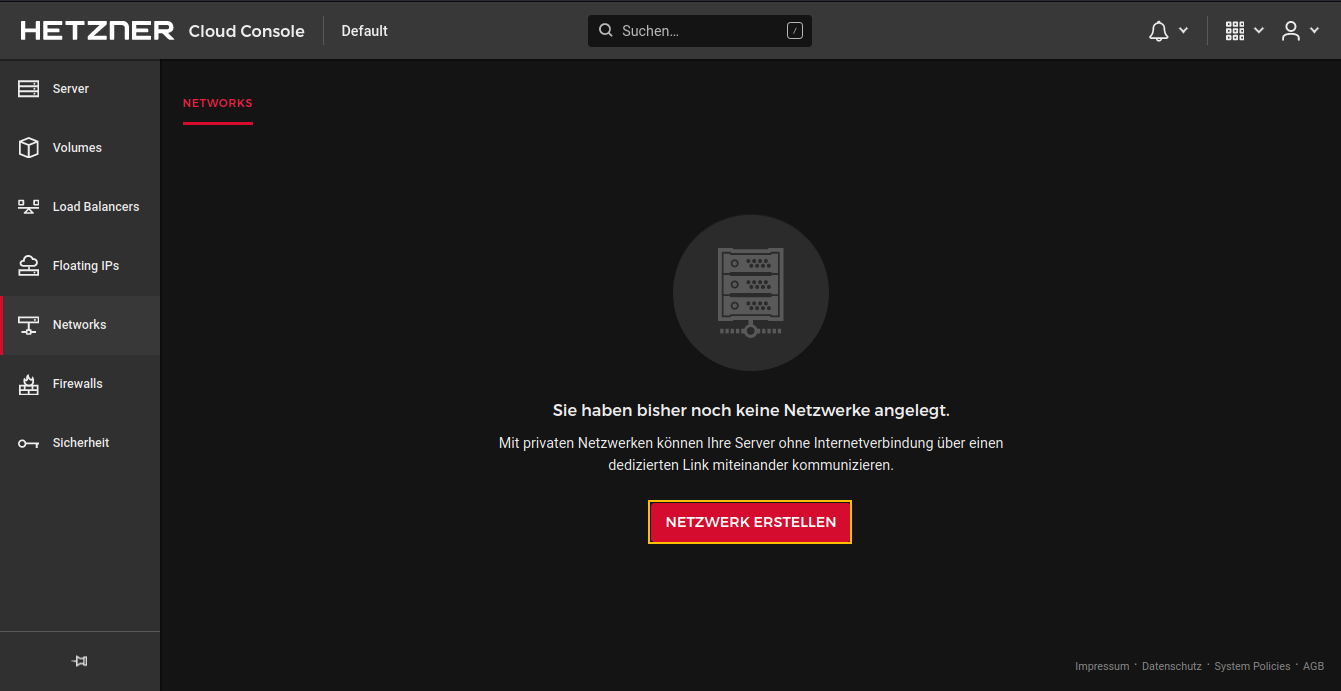 HETZNER Cloud Console Default Suchen... /
Server
Volumes
Load Balancers
Floating IPs
Networks
Firewalls
Sicherheit
NETWORKS
Sie haben bisher noch keine Netzwerke angelegt.
Mit privaten Netzwerken können Ihre Server ohne Internetverbindung über einen
dedizierten Link miteinander kommunizieren.
NETZWERK ERSTELLEN
Impressum · Datenschutz · System Policies · AGB